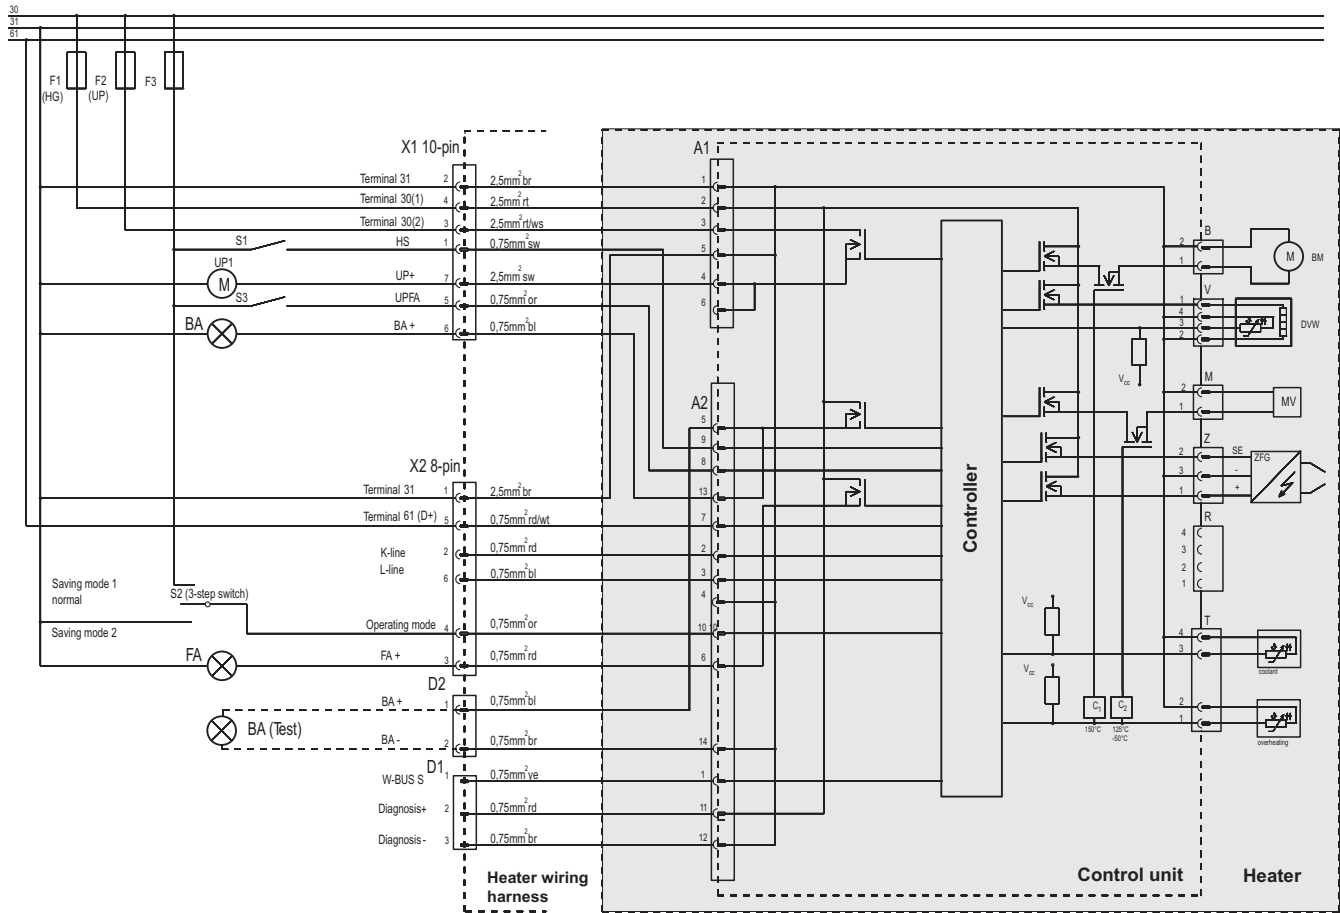 30
31
61
F1
(HG)
F2
(UP)
F3
X1 10-pin
A1
Terminal 31 2 2,5mm² br 1
Terminal 30(1) 4 2,5mm² rt 2
Terminal 30(2) 3 2,5mm² rt/ws 3
S1 HS 1 0,75mm² sw 5
UP1
M UP+ 7 2,5mm² sw 4
S3 UPFA 5 0,75mm² or 6
BA BA + 6 0,75mm² bl
A2
5
9
8
13
X2 8-pin
Terminal 31 1 2,5mm² br
Terminal 61 (D+) 5 0,75mm² rd/wt 7
K-line 2 0,75mm² rd 2
L-line 6 0,75mm² bl 3
4
Saving mode 1
normal
S2 (3-step switch)
Saving mode 2
Operating mode 4 0,75mm² or 10 10
FA FA + 3 0,75mm² rd 6
D2
BA + 1 0,75mm² bl
BA (Test)
BA - 2 0,75mm² br 14
D1
W-BUS S 1 0,75mm² ye 1
Diagnosis+ 2 0,75mm² rd 11
Diagnosis - 3 0,75mm² br 12
Heater wiring
harness
Controller
B
2
1
M BM
V
1
4
3
2
DVW
Vcc
M
2
1
MV
Z
2 SE ZFG
3 -
1 +
R
4
3
2
1
Vcc
T
4
3
coolant
Vcc
C1
150°C
C2
125°C
-50°C
2
1
overheating
Control unit
Heater